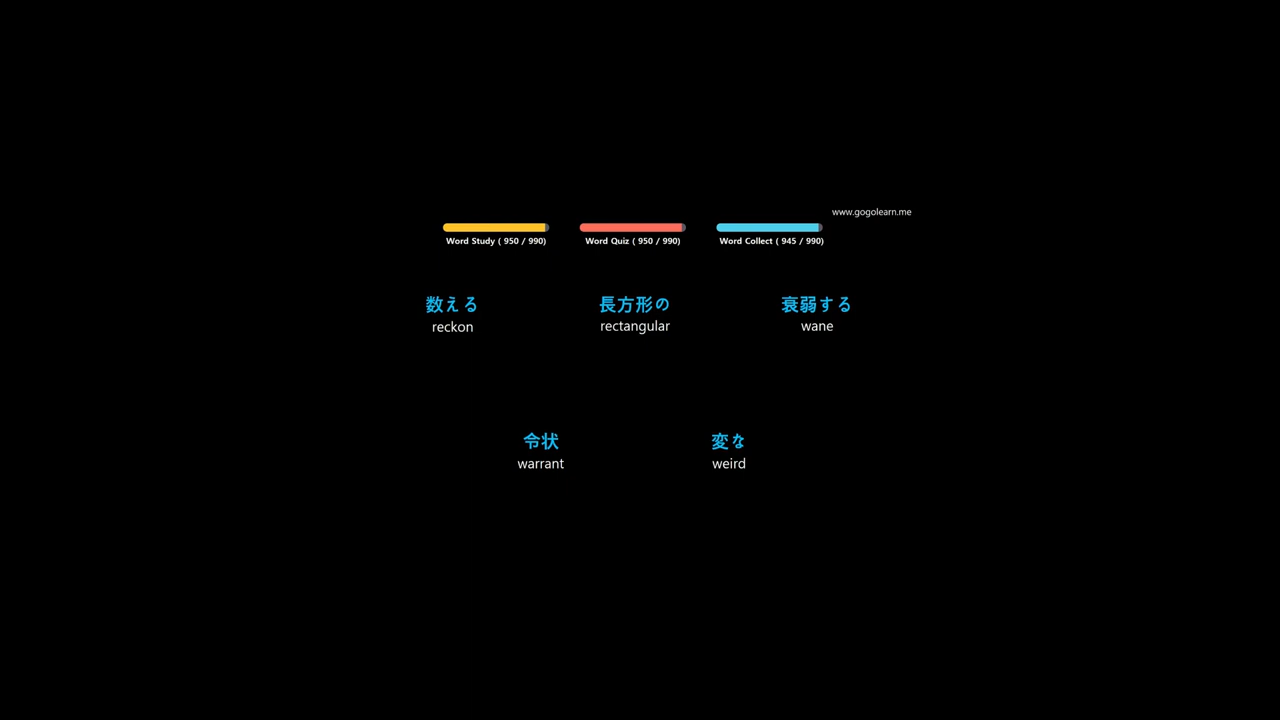 www.gogolearn.me
Word Study ( 950 / 990)
Word Quiz ( 950 / 990)
Word Collect ( 945 / 990)
数える
reckon
長方形の
rectangular
衰弱する
wane
令状
warrant
変な
weird